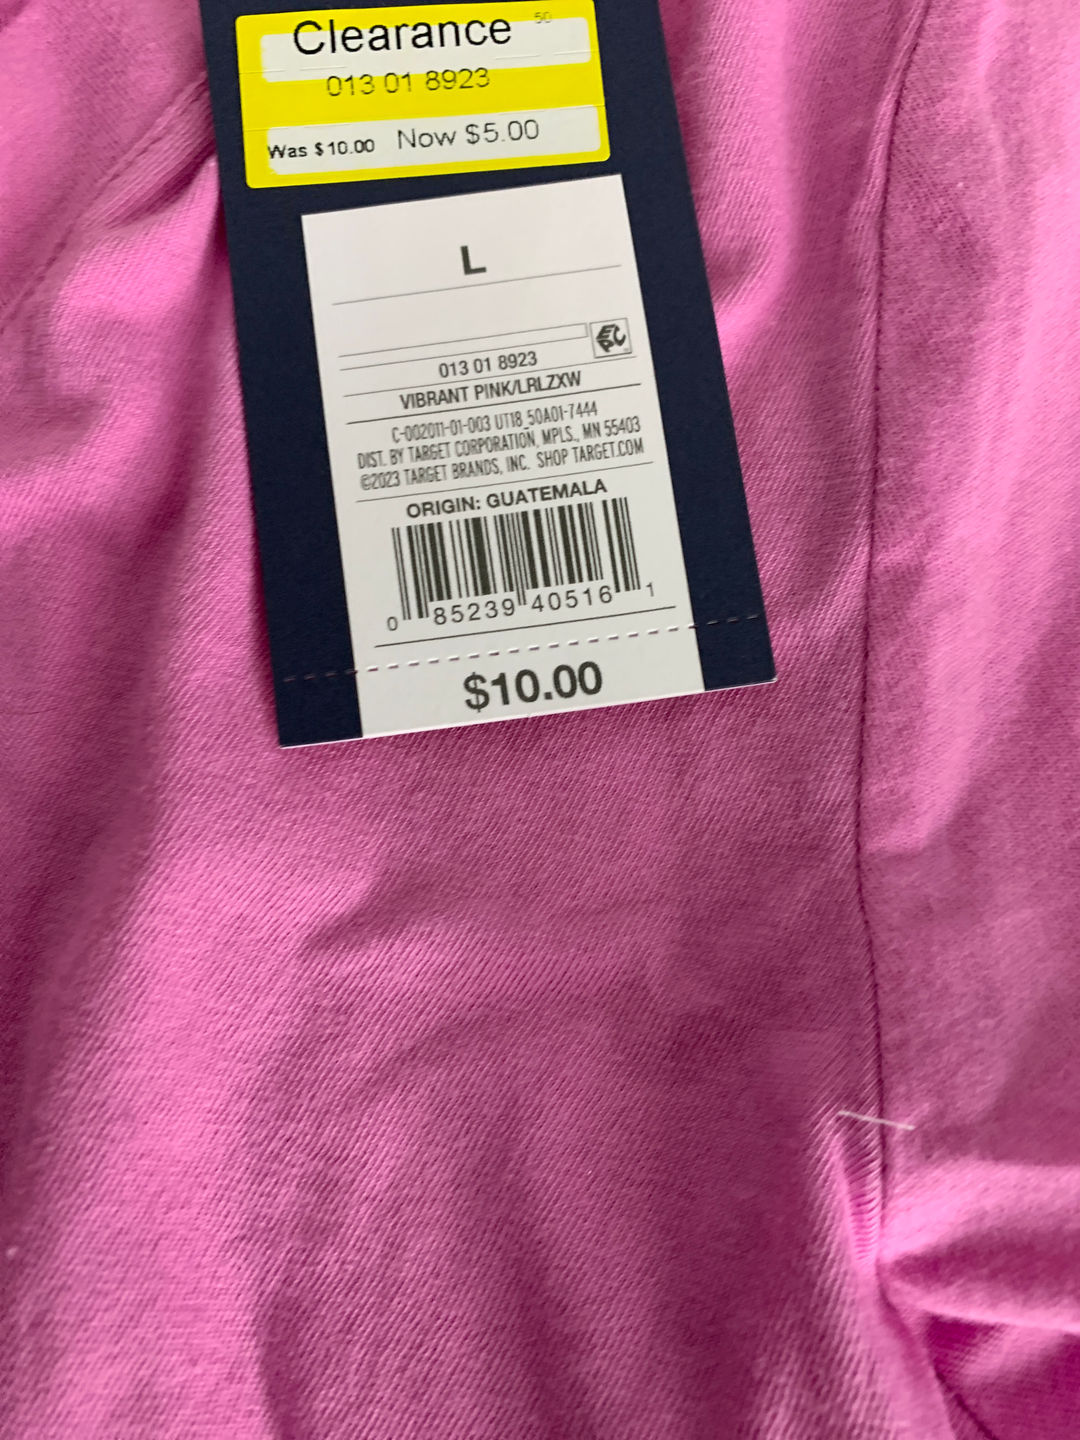 Clearance 50
013 01 8923
Was $10.00 Now $5.00
L
EPC
013 01 8923
VIBRANT PINK/LRLZXW
C-002011-01-003 UT18_50A01-7444
DIST. BY TARGET CORPORATION, MPLS., MN 55403
©2023 TARGET BRANDS, INC. SHOP TARGET.COM
ORIGIN: GUATEMALA
0 85239 40516 1
$10.00